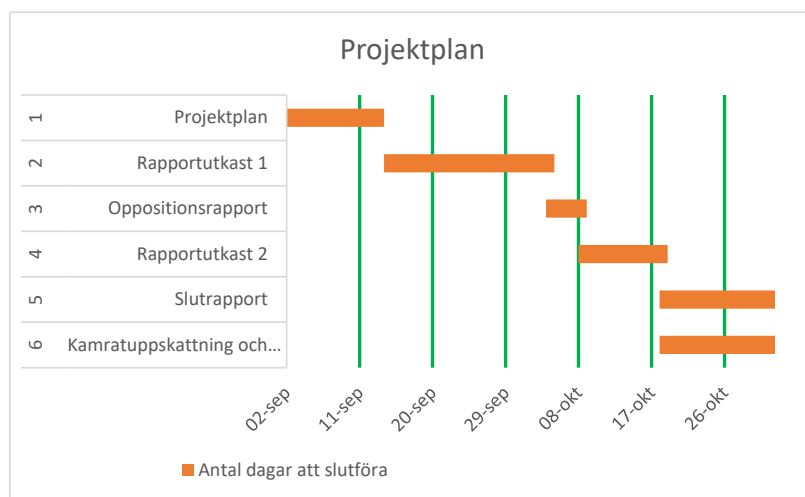 Projektplan
1 Projektplan
2 Rapportutkast 1
3 Oppositionsrapport
4 Rapportutkast 2
5 Slutrapport
6 Kamratuppskattning och...
02-sep 11-sep 20-sep 29-sep 08-okt 17-okt 26-okt
Antal dagar att slutföra